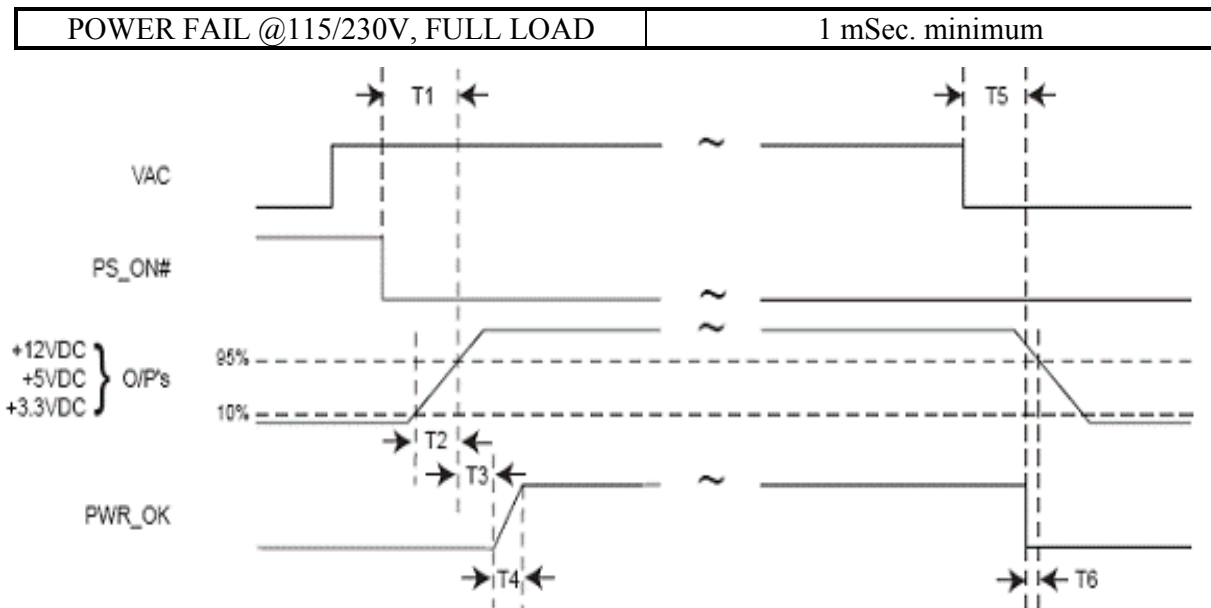 POWER FAIL @115/230V, FULL LOAD
1 mSec. minimum
T1
T5
VAC
~
PS_ON#
~
+12VDC
+5VDC } O/P's
+3.3VDC
~
95%
10%
T2
T3
PWR_OK
~
T4
T6